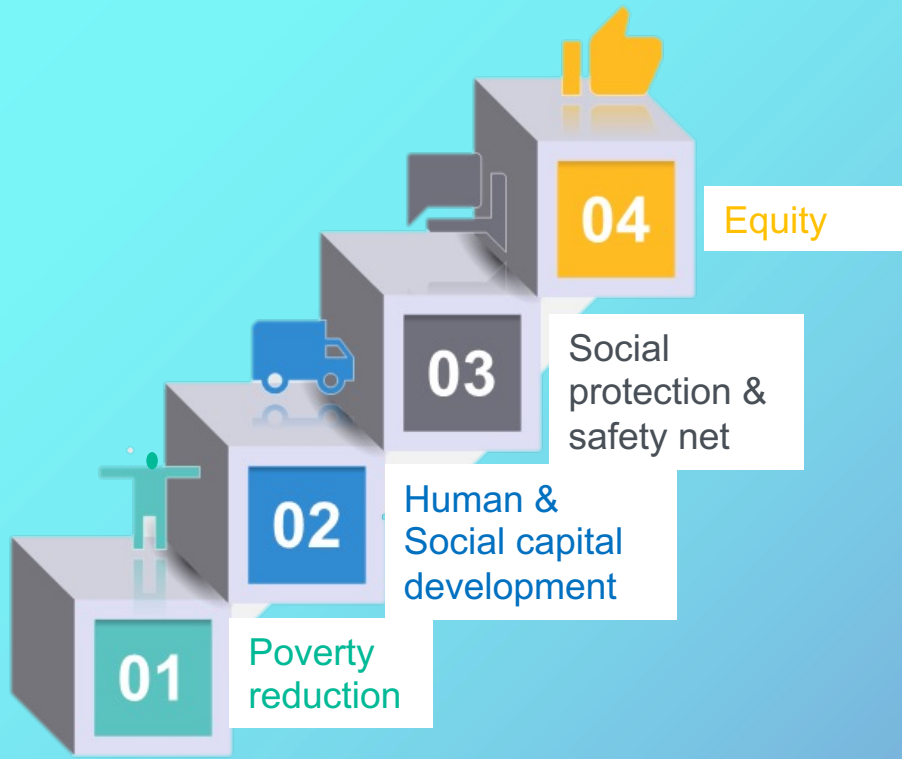 04
Equity
03
Social
protection &
safety net
02
Human &
Social capital
development
01
Poverty
reduction